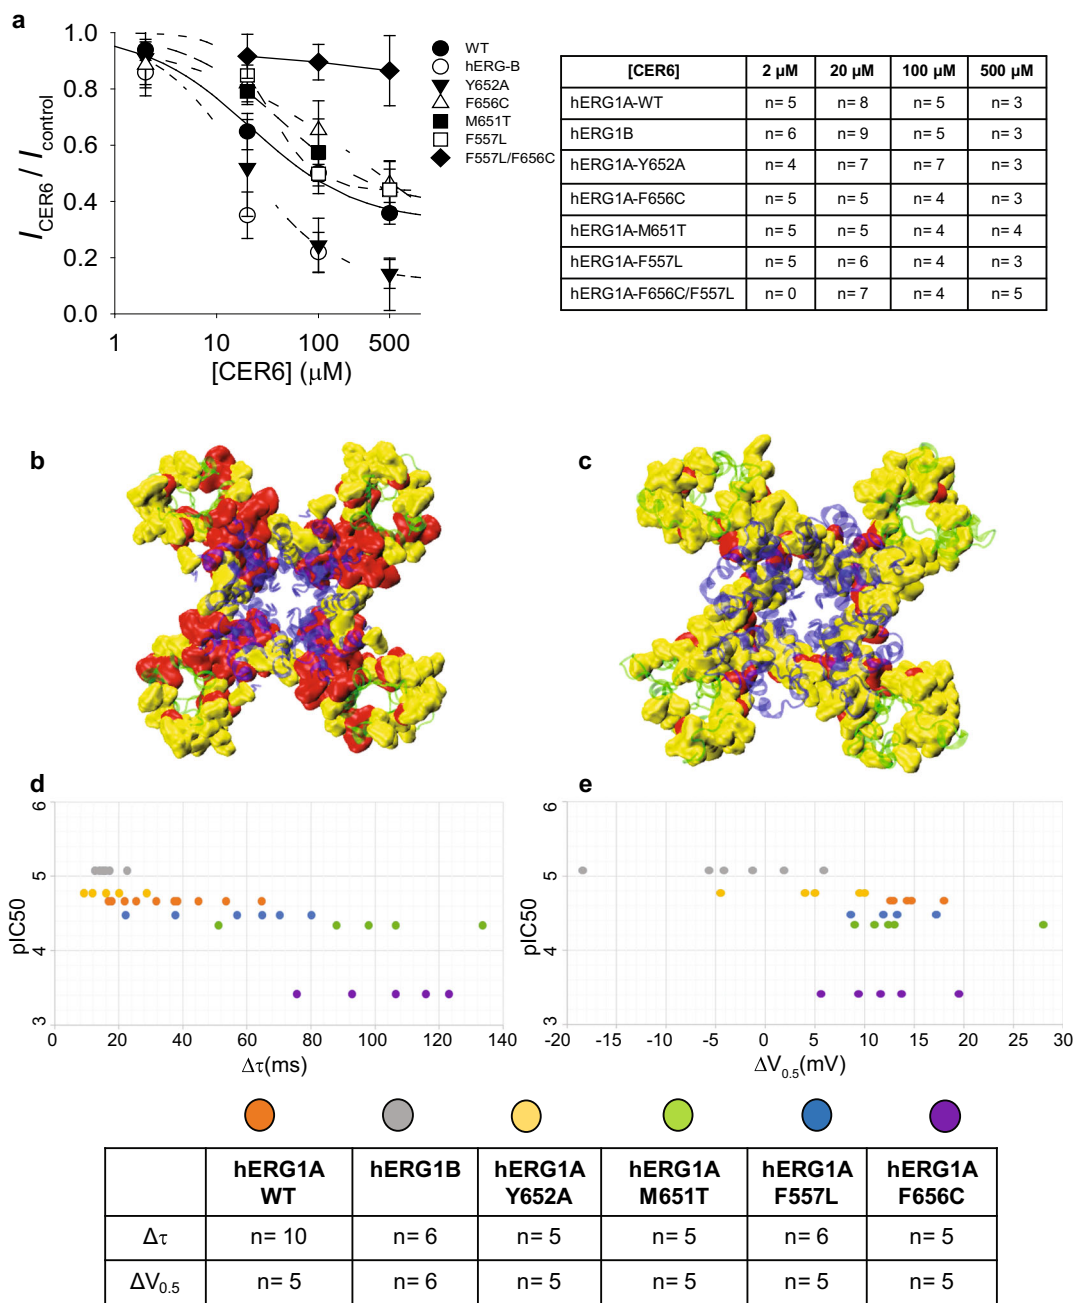 a
I_CER6 / I_control
1.0
0.8
0.6
0.4
0.2
0.0
1 10 100 500
[CER6] (μM)
WT
hERG-B
Y652A
F656C
M651T
F557L
F557L/F656C
[CER6] 2 μM 20 μM 100 μM 500 μM
hERG1A-WT n= 5 n= 8 n= 5 n= 3
hERG1B n= 6 n= 9 n= 5 n= 3
hERG1A-Y652A n= 4 n= 7 n= 7 n= 3
hERG1A-F656C n= 5 n= 5 n= 4 n= 3
hERG1A-M651T n= 5 n= 5 n= 4 n= 4
hERG1A-F557L n= 5 n= 6 n= 4 n= 3
hERG1A-F656C/F557L n= 0 n= 7 n= 4 n= 5
b
c
d
pIC50
6
5
4
3
0 20 40 60 80 100 120 140
Δτ(ms)
e
pIC50
6
5
4
3
-20 -15 -10 -5 0 5 10 15 20 25 30
ΔV0.5(mV)
hERG1A WT hERG1B hERG1A Y652A hERG1A M651T hERG1A F557L hERG1A F656C
Δτ n= 10 n= 6 n= 5 n= 5 n= 6 n= 5
ΔV0.5 n= 5 n= 6 n= 5 n= 5 n= 5 n= 5